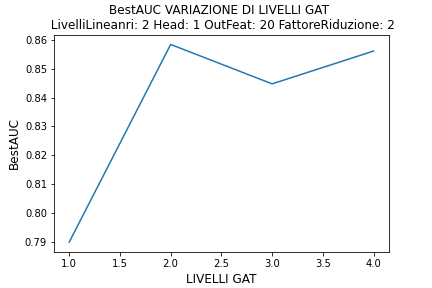 BestAUC VARIAZIONE DI LIVELLI GAT
LivelliLineanri: 2 Head: 1 OutFeat: 20 FattoreRiduzione: 2
BestAUC
0.86
0.85
0.84
0.83
0.82
0.81
0.80
0.79
1.0 1.5 2.0 2.5 3.0 3.5 4.0
LIVELLI GAT